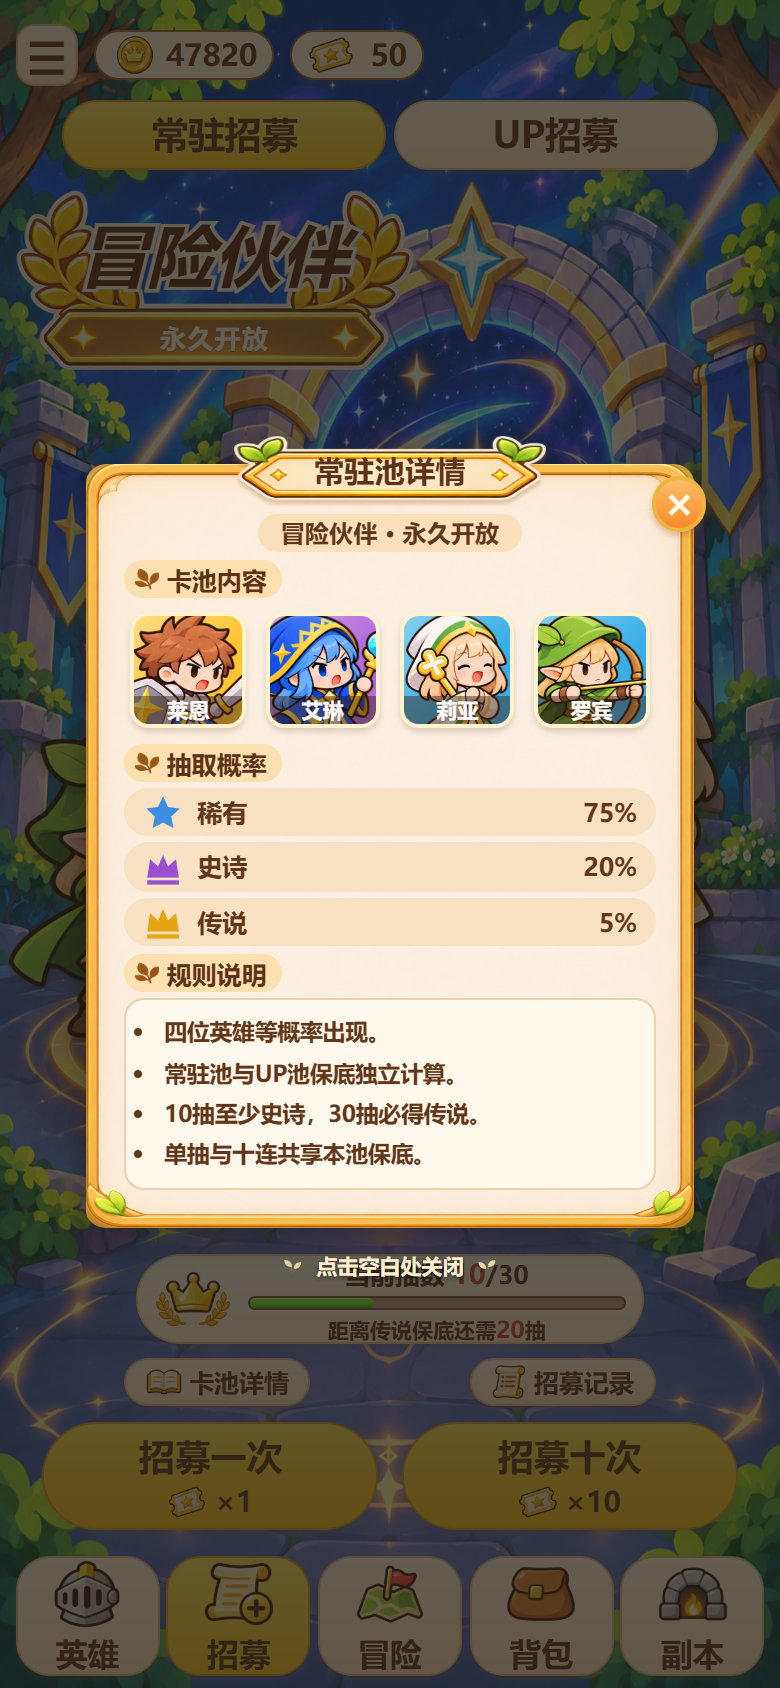 47820
50
常驻招募
UP招募
冒险伙伴
永久开放
常驻池详情
冒险伙伴·永久开放
卡池内容
莱恩
艾琳
莉亚
罗宾
抽取概率
稀有
75%
史诗
20%
传说
5%
规则说明
• 四位英雄等概率出现。
• 常驻池与UP池保底独立计算。
• 10抽至少史诗，30抽必得传说。
• 单抽与十连共享本池保底。
点击空白处关闭
当前抽数 10/30
距离传说保底还需20抽
卡池详情
招募记录
招募一次
×1
招募十次
×10
英雄
招募
冒险
背包
副本